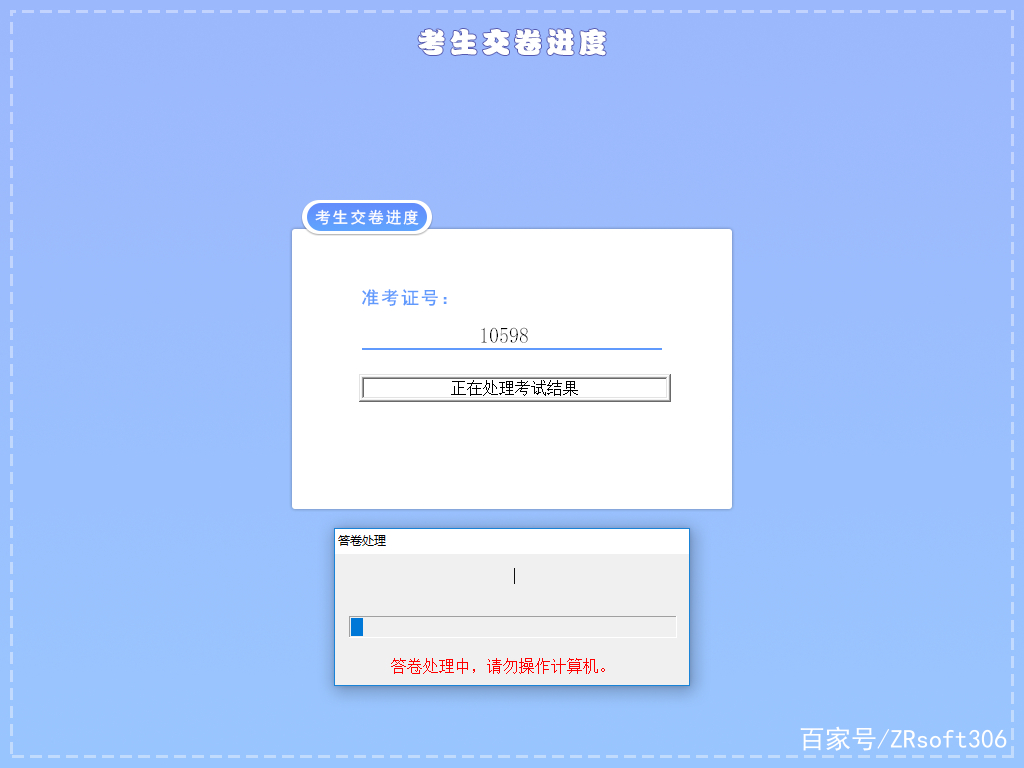 考生交卷进度
考生交卷进度
准考证号：
10598
正在处理考试结果
答卷处理
答卷处理中，请勿操作计算机。
百家号/ZRsoft306